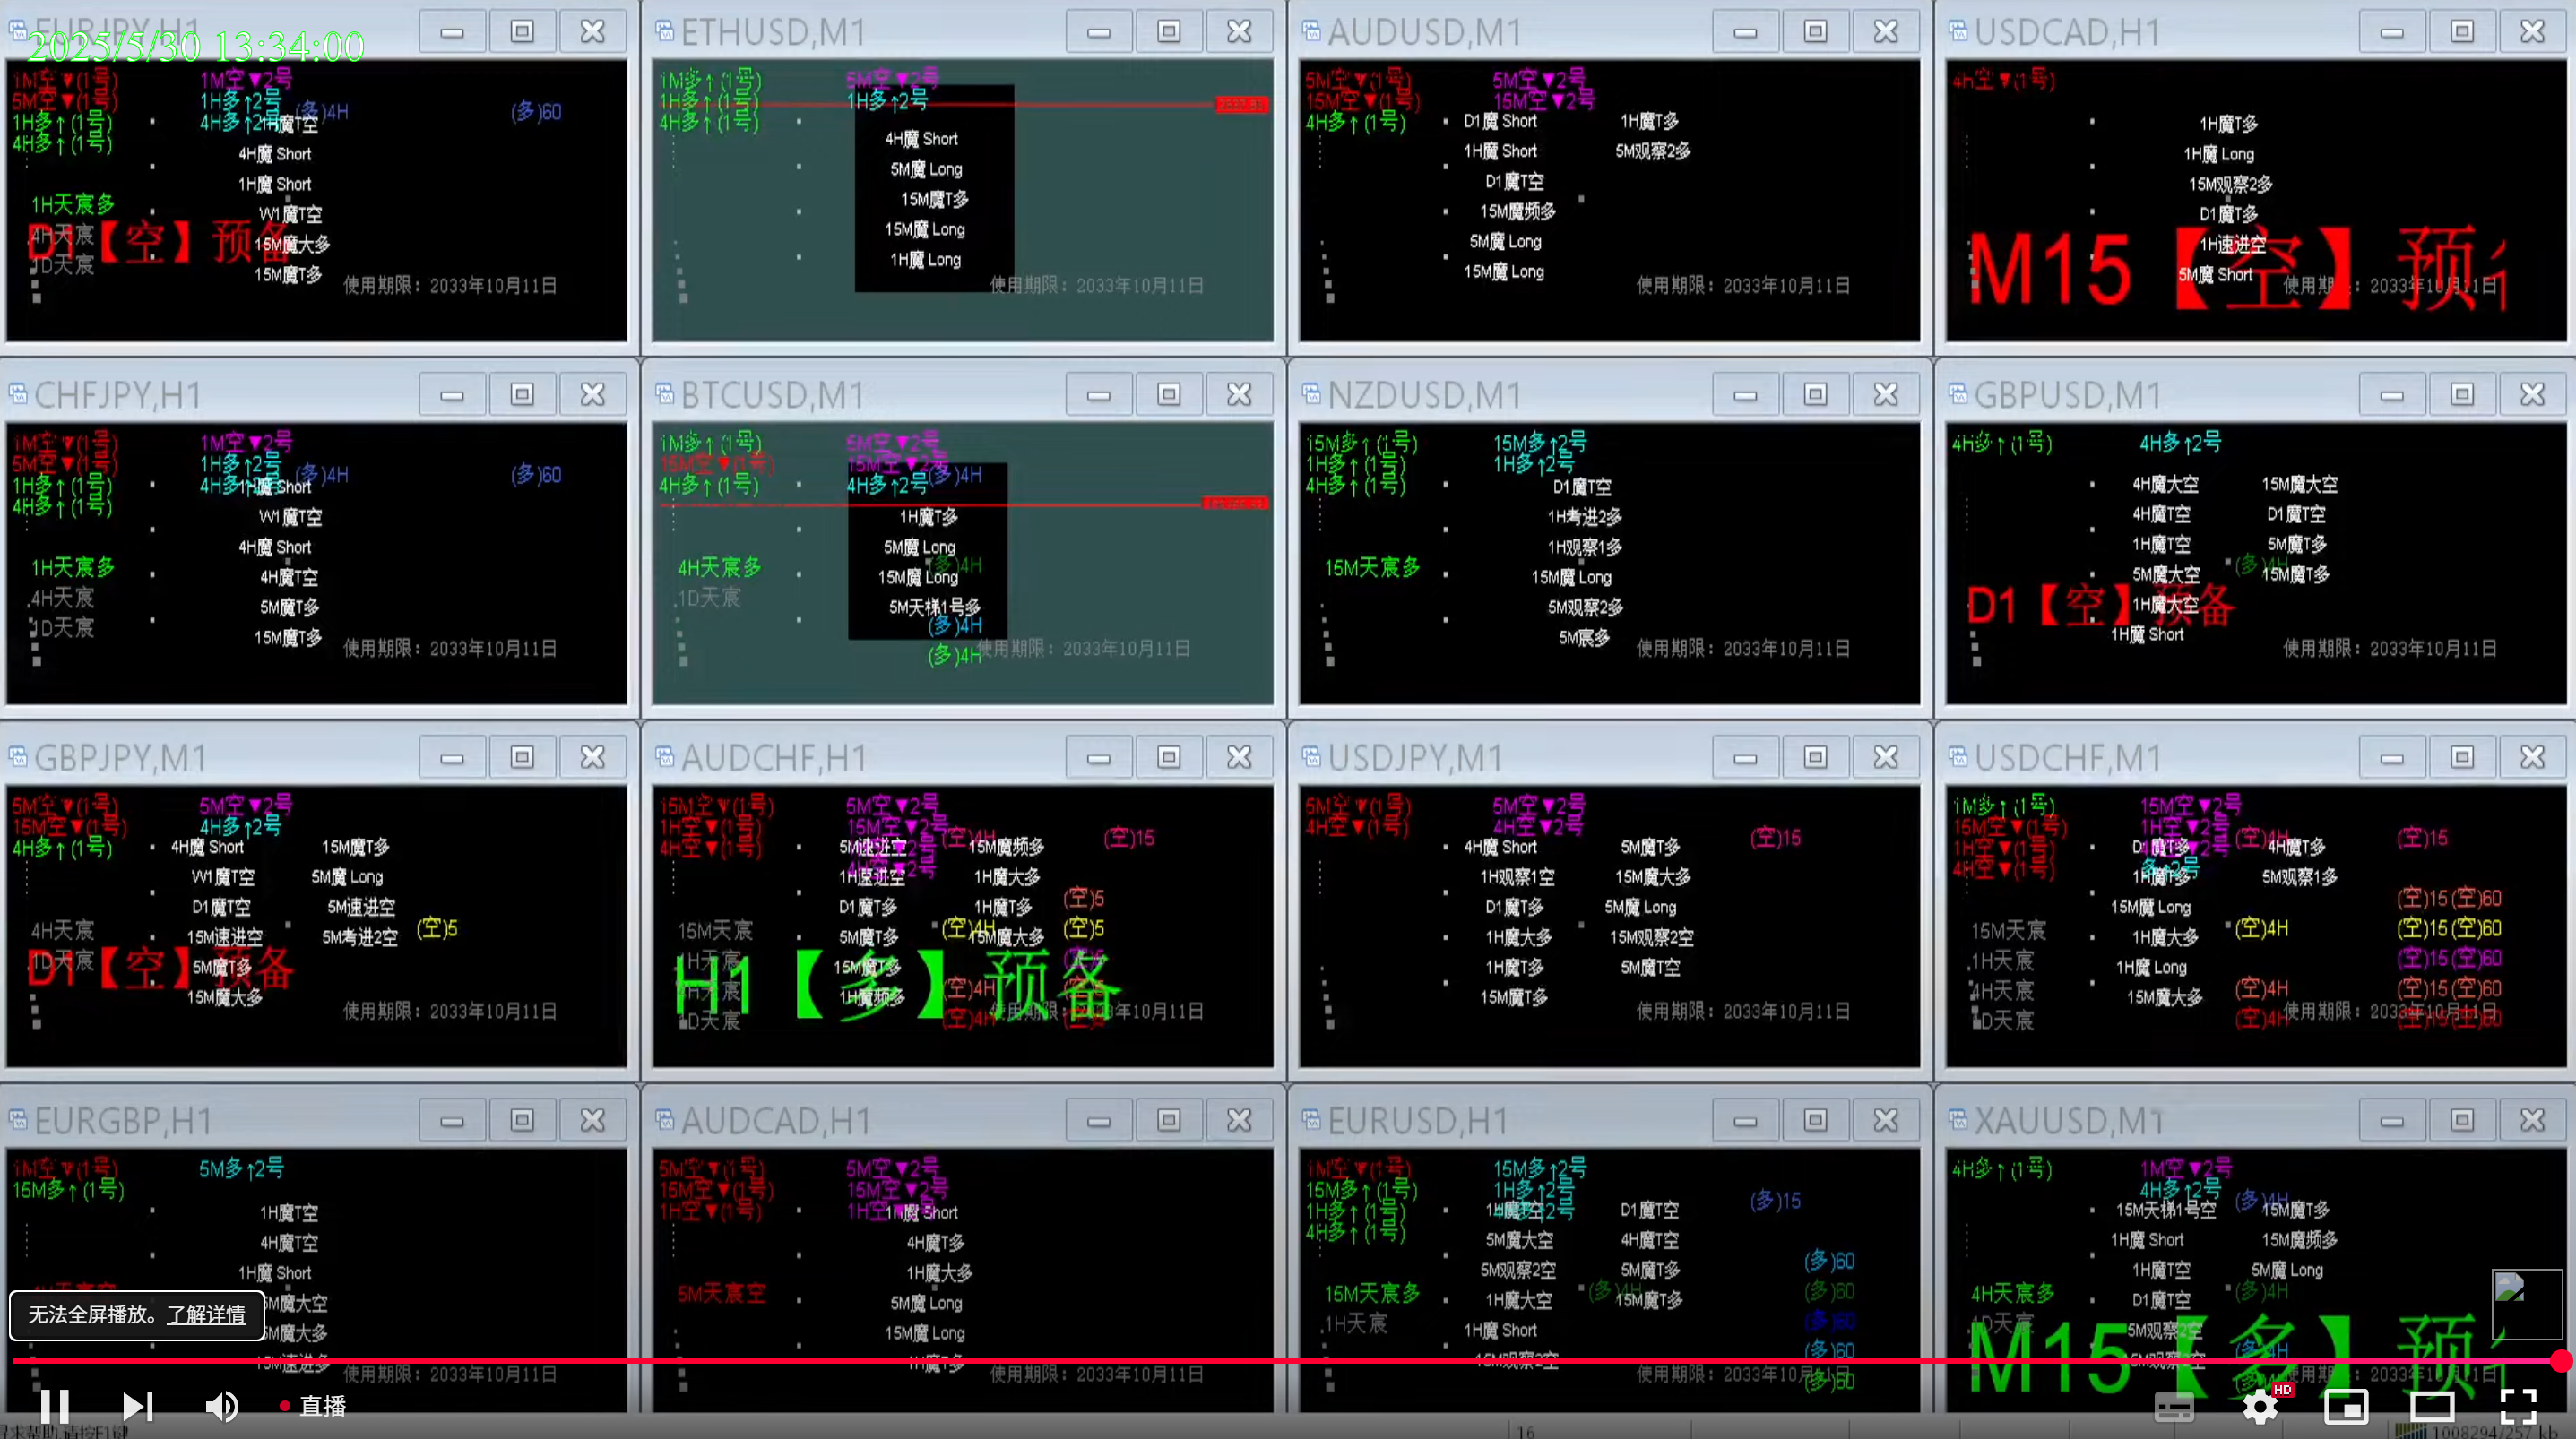 EURJPY,H1
2025/5/30 13:34:00
1M空▼(1号) 1M空▼2号
5M空▼(1号) 1H多↑2号 (多)4H (多)60
1H多↑(1号) 4H多↑2号 1H魔T空
4H多↑(1号)
4H魔 Short
1H魔 Short
1H天宸多 W1魔T空
4H天宸 15M魔大多
D1【空】预备
1D天宸 15M魔T多
使用期限：2033年10月11日
ETHUSD,M1
1M多↑(1号) 5M空▼2号
1H多↑(1号) 1H多↑2号
4H多↑(1号)
4H魔 Short
5M魔 Long
15M魔T多
15M魔 Long
1H魔 Long
使用期限：2033年10月11日
AUDUSD,M1
5M空▼(1号) 5M空▼2号
15M空▼(1号) 15M空▼2号
4H多↑(1号) D1魔 Short 1H魔T多
1H魔 Short 5M观察2多
D1魔T空
15M魔频多
5M魔 Long
15M魔 Long
使用期限：2033年10月11日
USDCAD,H1
4H空▼(1号)
1H魔T多
1H魔 Long
15M观察2多
D1魔T多
1H速进空
5M魔 Short
M15【空】预
使用期限：2033年10月11日
CHFJPY,H1
1M空▼(1号) 1M空▼2号
5M空▼(1号) 1H多↑2号 (多)4H (多)60
1H多↑(1号) 4H多↑2号 1H魔 Short
4H多↑(1号)
W1魔T空
4H魔 Short
1H天宸多 4H魔T空
4H天宸 5M魔T多
1D天宸 15M魔T多
使用期限：2033年10月11日
BTCUSD,M1
1M多↑(1号) 5M空▼2号
15M空▼(1号) 15M空▼2号
4H多↑(1号) 4H多↑2号 (多)4H
1H魔T多
5M魔 Long
4H天宸多 15M魔 Long (多)4H
1D天宸 5M天梯1号多
(多)4H
(多)4H
使用期限：2033年10月11日
NZDUSD,M1
15M多↑(1号) 15M多↑2号
1H多↑(1号) 1H多↑2号
4H多↑(1号) D1魔T空
1H考进2多
1H观察1多
15M天宸多 15M魔 Long
5M观察2多
5M宸多
使用期限：2033年10月11日
GBPUSD,M1
4H多↑(1号) 4H多↑2号
4H魔大空 15M魔大空
4H魔T空 D1魔T空
1H魔T空 5M魔T多
5M魔大空 (多)4H 15M魔T多
D1【空】预备
1H魔大空
1H魔 Short
使用期限：2033年10月11日
GBPJPY,M1
5M空▼(1号) 5M空▼2号
15M空▼(1号) 4H多↑2号
4H多↑(1号) 4H魔 Short 15M魔T多
W1魔T空 5M魔 Long
D1魔T空 5M速进空
4H天宸 15M速进空 5M考进2空 (空)5
D1【空】预备
1D天宸 5M魔T多
15M魔大多
使用期限：2033年10月11日
AUDCHF,H1
15M空▼(1号) 5M空▼2号
1H空▼(1号) 15M空▼2号 (空)4H (空)15
4H空▼(1号) 5M速进空 15M魔频多
1H速进空 1H魔大多
D1魔T多 1H魔T多 (空)5
15M天宸 5M魔T多 (空)4H 15M魔大多 (空)5
1H天宸 15M魔T多
H1【多】预备
4H天宸 1H魔频多 (空)4H
1D天宸 (空)4H
使用期限：2033年10月11日
USDJPY,M1
5M空▼(1号) 5M空▼2号
4H空▼(1号) 4H空▼2号 (空)15
4H魔 Short 5M魔T多
1H观察1空 15M魔大多
D1魔T多 5M魔 Long
1H魔大多 15M观察2空
1H魔T多 5M魔T空
15M魔T多
使用期限：2033年10月11日
USDCHF,M1
1M多↑(1号) 15M空▼2号
15M空▼(1号) 1H空▼2号 (空)4H (空)15
1H空▼(1号) D1魔T多 4H魔T多
4H空▼(1号) 多↑2号
1H魔T多 5M观察1多
15M魔 Long (空)15 (空)60
15M天宸 1H魔大多 (空)4H (空)15 (空)60
1H天宸 1H魔 Long (空)15 (空)60
4H天宸 15M魔大多 (空)4H (空)15 (空)60
1D天宸 (空)4H (空)15 (空)60
使用期限：2033年10月11日
EURGBP,H1
1M空▼(1号) 5M多↑2号
15M多↑(1号)
1H魔T空
4H魔T空
1H魔 Short
5M魔大空
5M魔大多
15M速进多
使用期限：2033年10月11日
无法全屏播放。了解详情
AUDCAD,H1
5M空▼(1号) 5M空▼2号
15M空▼(1号) 15M空▼2号
1H空▼(1号) 1H空▼ 1H魔 Short
4H魔T多
1H魔大多
5M天宸空 5M魔 Long
15M魔 Long
1H魔T多
使用期限：2033年10月11日
EURUSD,H1
1M空▼(1号) 15M多↑2号
15M多↑(1号) 1H多↑2号 (多)15
1H多↑(1号) D1魔T空
4H多↑(1号)
5M魔大空 4H魔T空
5M观察2空 5M魔T多 (多)60
15M天宸多 1H魔大空 (多)4H 15M魔T多 (多)60
1H天宸 1H魔 Short (多)60
15M观察2空 (多)60
(多)60
使用期限：2033年10月11日
XAUUSD,M1
4H多↑(1号) 1M空▼2号
4H多↑2号 (多)4H
15M天梯1号空 15M魔T多
1H魔 Short 15M魔频多
1H魔T空 5M魔 Long
4H天宸多 D1魔T空 (多)4H
1D天宸 5M观察2空
M15【多】预
15M观察2空 (多)4H
使用期限：2033年10月11日
直播
HD
寻求帮助,请按F1键
16
1008294/257 kb